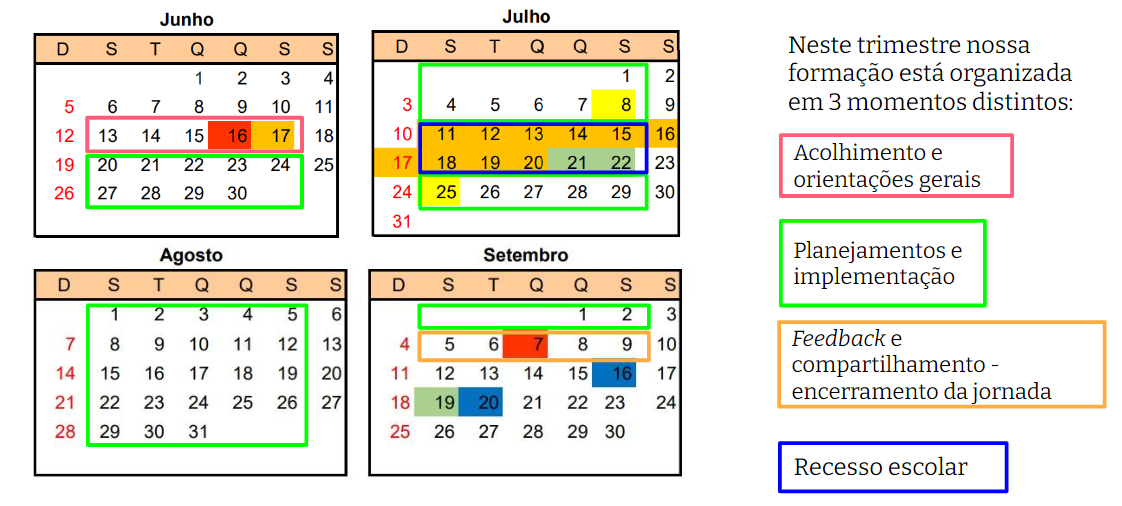 Junho
D S T Q Q S S
1 2 3 4
5 6 7 8 9 10 11
12 13 14 15 16 17 18
19 20 21 22 23 24 25
26 27 28 29 30
Julho
D S T Q Q S S
1 2
3 4 5 6 7 8 9
10 11 12 13 14 15 16
17 18 19 20 21 22 23
24 25 26 27 28 29 30
31
Agosto
D S T Q Q S S
1 2 3 4 5 6
7 8 9 10 11 12 13
14 15 16 17 18 19 20
21 22 23 24 25 26 27
28 29 30 31
Setembro
D S T Q Q S S
1 2 3
4 5 6 7 8 9 10
11 12 13 14 15 16 17
18 19 20 21 22 23 24
25 26 27 28 29 30
Neste trimestre nossa
formação está organizada
em 3 momentos distintos:
Acolhimento e
orientações gerais
Planejamentos e
implementação
Feedback e
compartilhamento -
encerramento da jornada
Recesso escolar